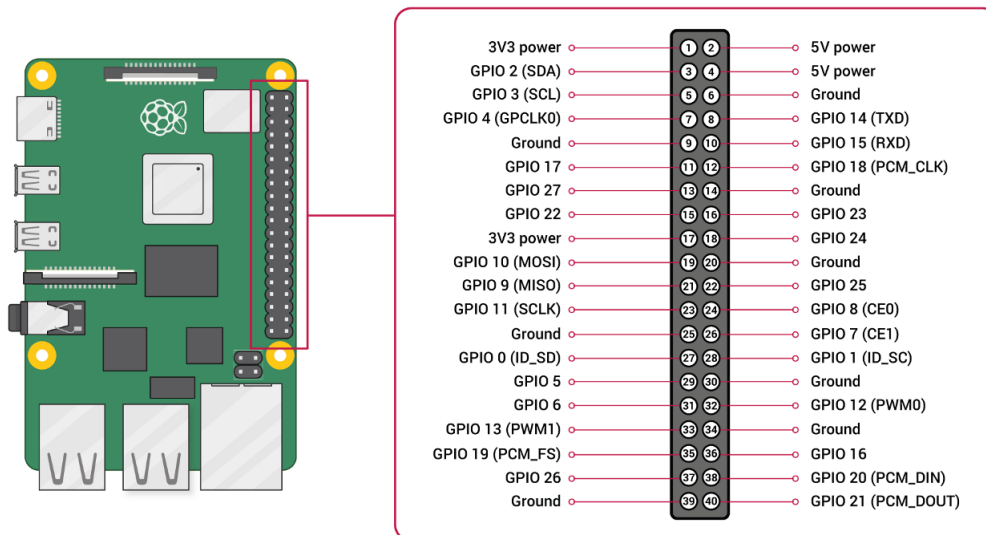 3V3 power 1 2 5V power
GPIO 2 (SDA) 3 4 5V power
GPIO 3 (SCL) 5 6 Ground
GPIO 4 (GPCLK0) 7 8 GPIO 14 (TXD)
Ground 9 10 GPIO 15 (RXD)
GPIO 17 11 12 GPIO 18 (PCM_CLK)
GPIO 27 13 14 Ground
GPIO 22 15 16 GPIO 23
3V3 power 17 18 GPIO 24
GPIO 10 (MOSI) 19 20 Ground
GPIO 9 (MISO) 21 22 GPIO 25
GPIO 11 (SCLK) 23 24 GPIO 8 (CE0)
Ground 25 26 GPIO 7 (CE1)
GPIO 0 (ID_SD) 27 28 GPIO 1 (ID_SC)
GPIO 5 29 30 Ground
GPIO 6 31 32 GPIO 12 (PWM0)
GPIO 13 (PWM1) 33 34 Ground
GPIO 19 (PCM_FS) 35 36 GPIO 16
GPIO 26 37 38 GPIO 20 (PCM_DIN)
Ground 39 40 GPIO 21 (PCM_DOUT)